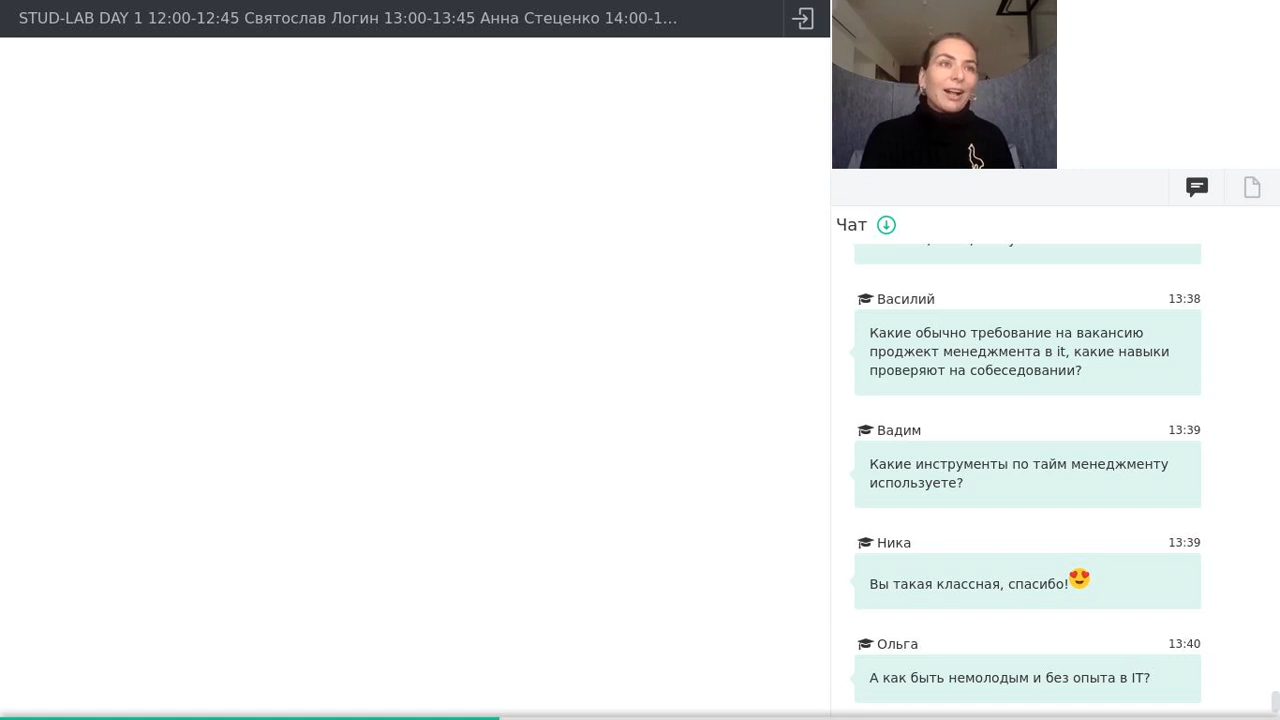 STUD-LAB DAY 1 12:00-12:45 Святослав Логин 13:00-13:45 Анна Стеценко 14:00-1...
Чат
Василий 13:38
Какие обычно требование на вакансию
проджект менеджмента в it, какие навыки
проверяют на собеседовании?
Вадим 13:39
Какие инструменты по тайм менеджменту
используете?
Ника 13:39
Вы такая классная, спасибо!😍
Ольга 13:40
А как быть немолодым и без опыта в IT?